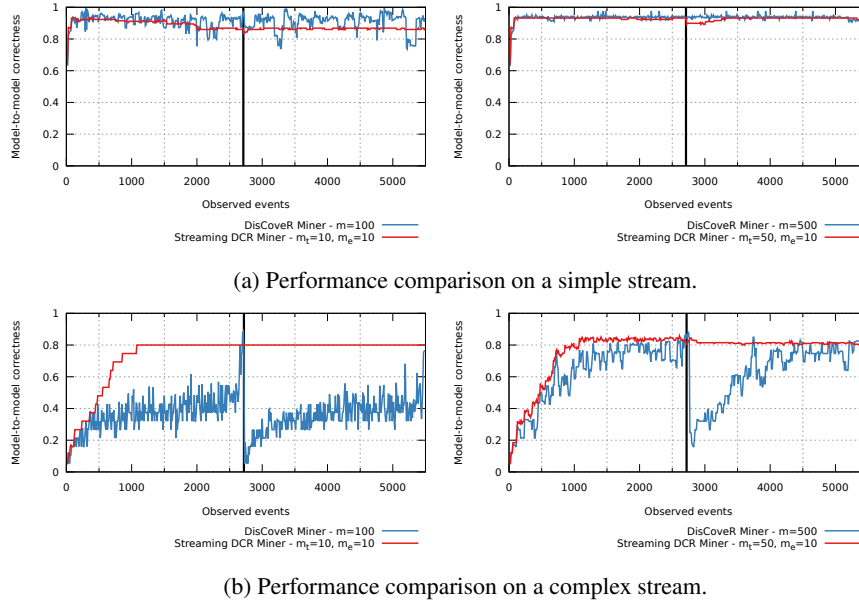 Model-to-model correctness
1
0.8
0.6
0.4
0.2
0
0 1000 2000 3000 4000 5000
Observed events
DisCoveR Miner - m=100
Streaming DCR Miner - mt=10, me=10
Model-to-model correctness
1
0.8
0.6
0.4
0.2
0
0 1000 2000 3000 4000 5000
Observed events
DisCoveR Miner - m=500
Streaming DCR Miner - mt=50, me=10
(a) Performance comparison on a simple stream.
Model-to-model correctness
1
0.8
0.6
0.4
0.2
0
0 1000 2000 3000 4000 5000
Observed events
DisCoveR Miner - m=100
Streaming DCR Miner - mt=10, me=10
Model-to-model correctness
1
0.8
0.6
0.4
0.2
0
0 1000 2000 3000 4000 5000
Observed events
DisCoveR Miner - m=500
Streaming DCR Miner - mt=50, me=10
(b) Performance comparison on a complex stream.